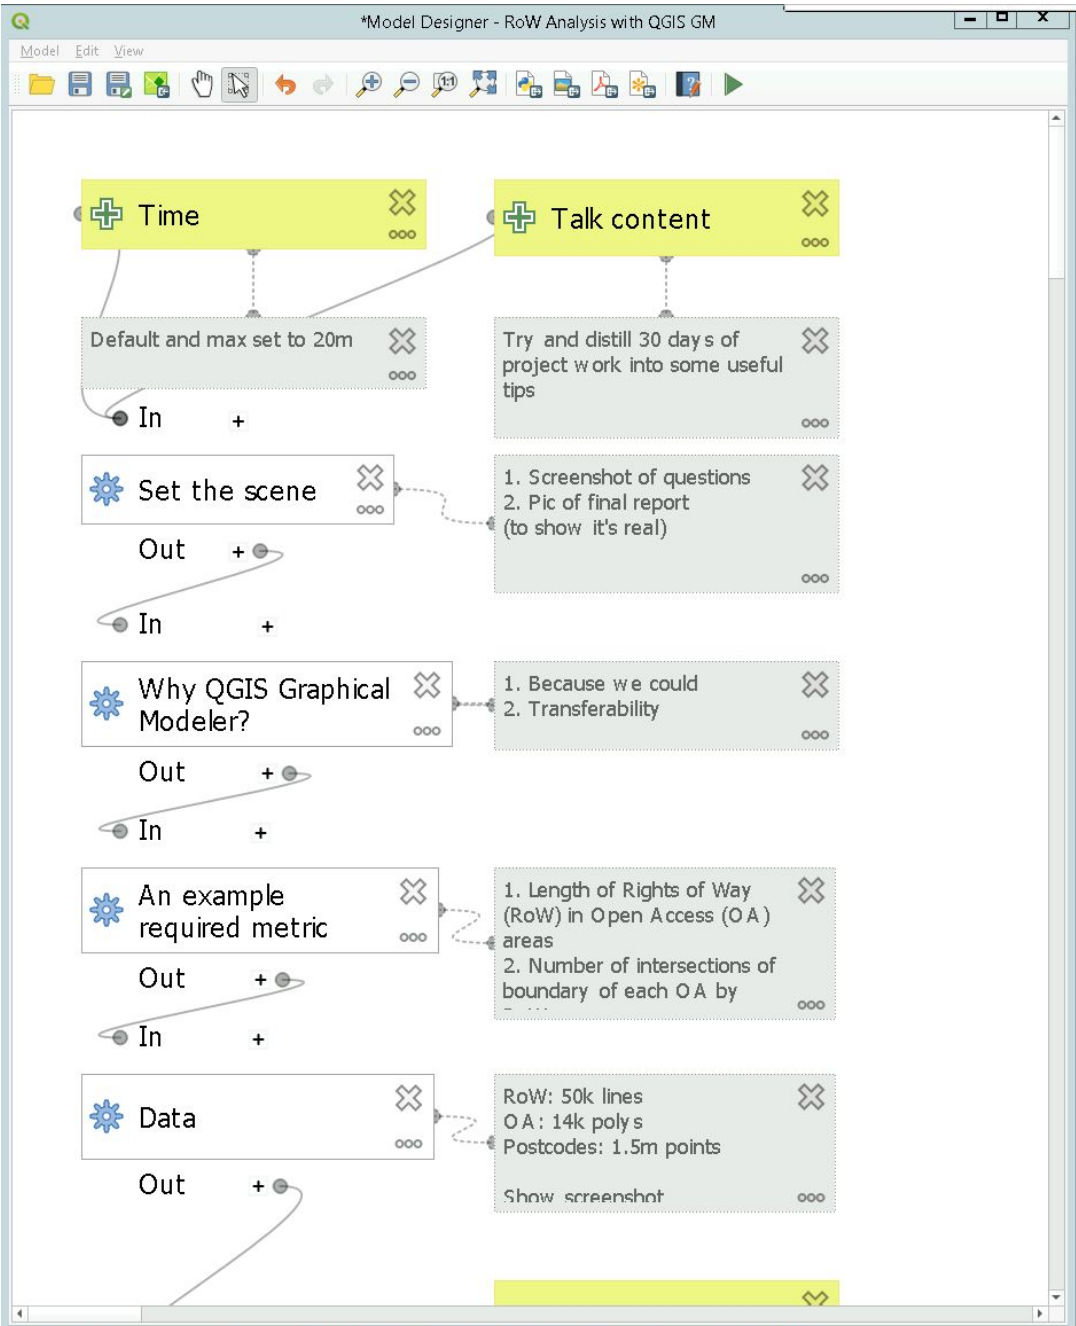 *Model Designer - RoW Analysis with QGIS GM
Model Edit View
Time
Talk content
Default and max set to 20m
Try and distill 30 days of
project work into some useful
tips
In +
Set the scene
1. Screenshot of questions
2. Pic of final report
(to show it's real)
Out +
In +
Why QGIS Graphical
Modeler?
1. Because we could
2. Transferability
Out +
In +
An example
required metric
1. Length of Rights of Way
(RoW) in Open Access (OA)
areas
2. Number of intersections of
boundary of each OA by
Out +
In +
Data
RoW: 50k lines
OA: 14k polys
Postcodes: 1.5m points
Show screenshot
Out +